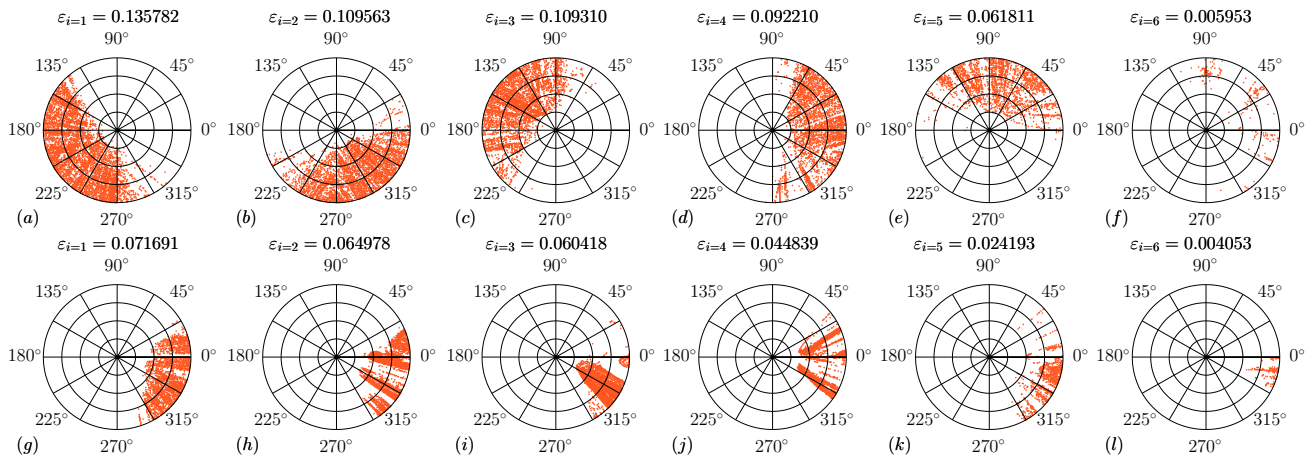 ε_{i=1} = 0.135782 ε_{i=2} = 0.109563 ε_{i=3} = 0.109310 ε_{i=4} = 0.092210 ε_{i=5} = 0.061811 ε_{i=6} = 0.005953
90° 90° 90° 90° 90° 90°
135° 45° 135° 45° 135° 45° 135° 45° 135° 45° 135° 45°
180° 0° 180° 0° 180° 0° 180° 0° 180° 0° 180° 0°
225° 315° 225° 315° 225° 315° 225° 315° 225° 315° 225° 315°
(a) 270° (b) 270° (c) 270° (d) 270° (e) 270° (f) 270°
ε_{i=1} = 0.071691 ε_{i=2} = 0.064978 ε_{i=3} = 0.060418 ε_{i=4} = 0.044839 ε_{i=5} = 0.024193 ε_{i=6} = 0.004053
90° 90° 90° 90° 90° 90°
135° 45° 135° 45° 135° 45° 135° 45° 135° 45° 135° 45°
180° 0° 180° 0° 180° 0° 180° 0° 180° 0° 180° 0°
225° 315° 225° 315° 225° 315° 225° 315° 225° 315° 225° 315°
(g) 270° (h) 270° (i) 270° (j) 270° (k) 270° (l) 270°